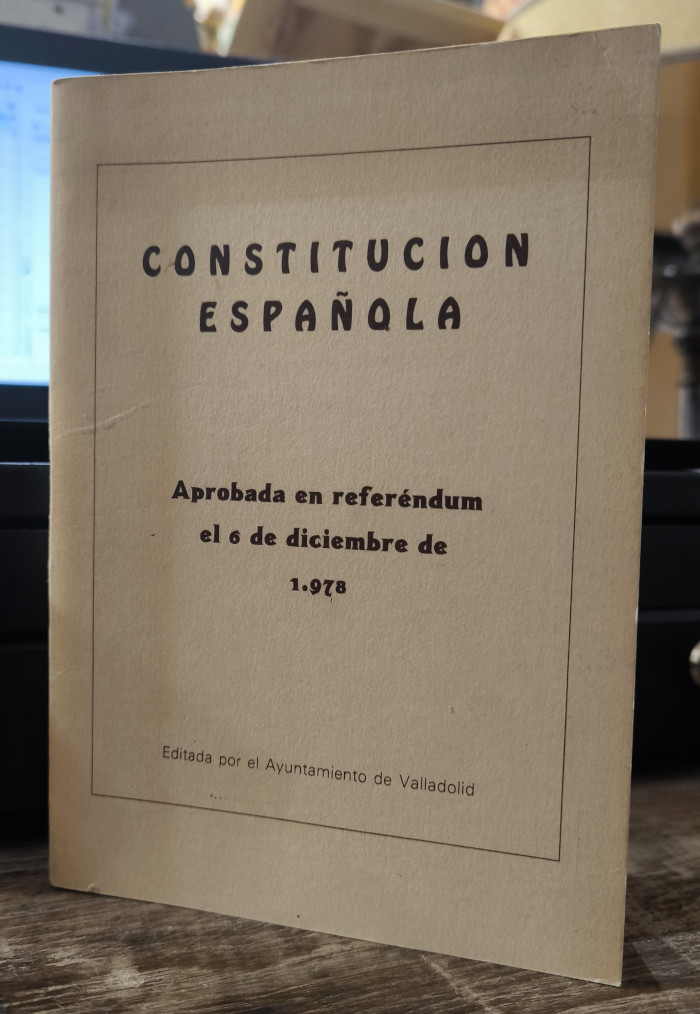 CONSTITUCION
ESPAÑOLA
Aprobada en referéndum
el 6 de diciembre de
1.978
Editada por el Ayuntamiento de Valladolid